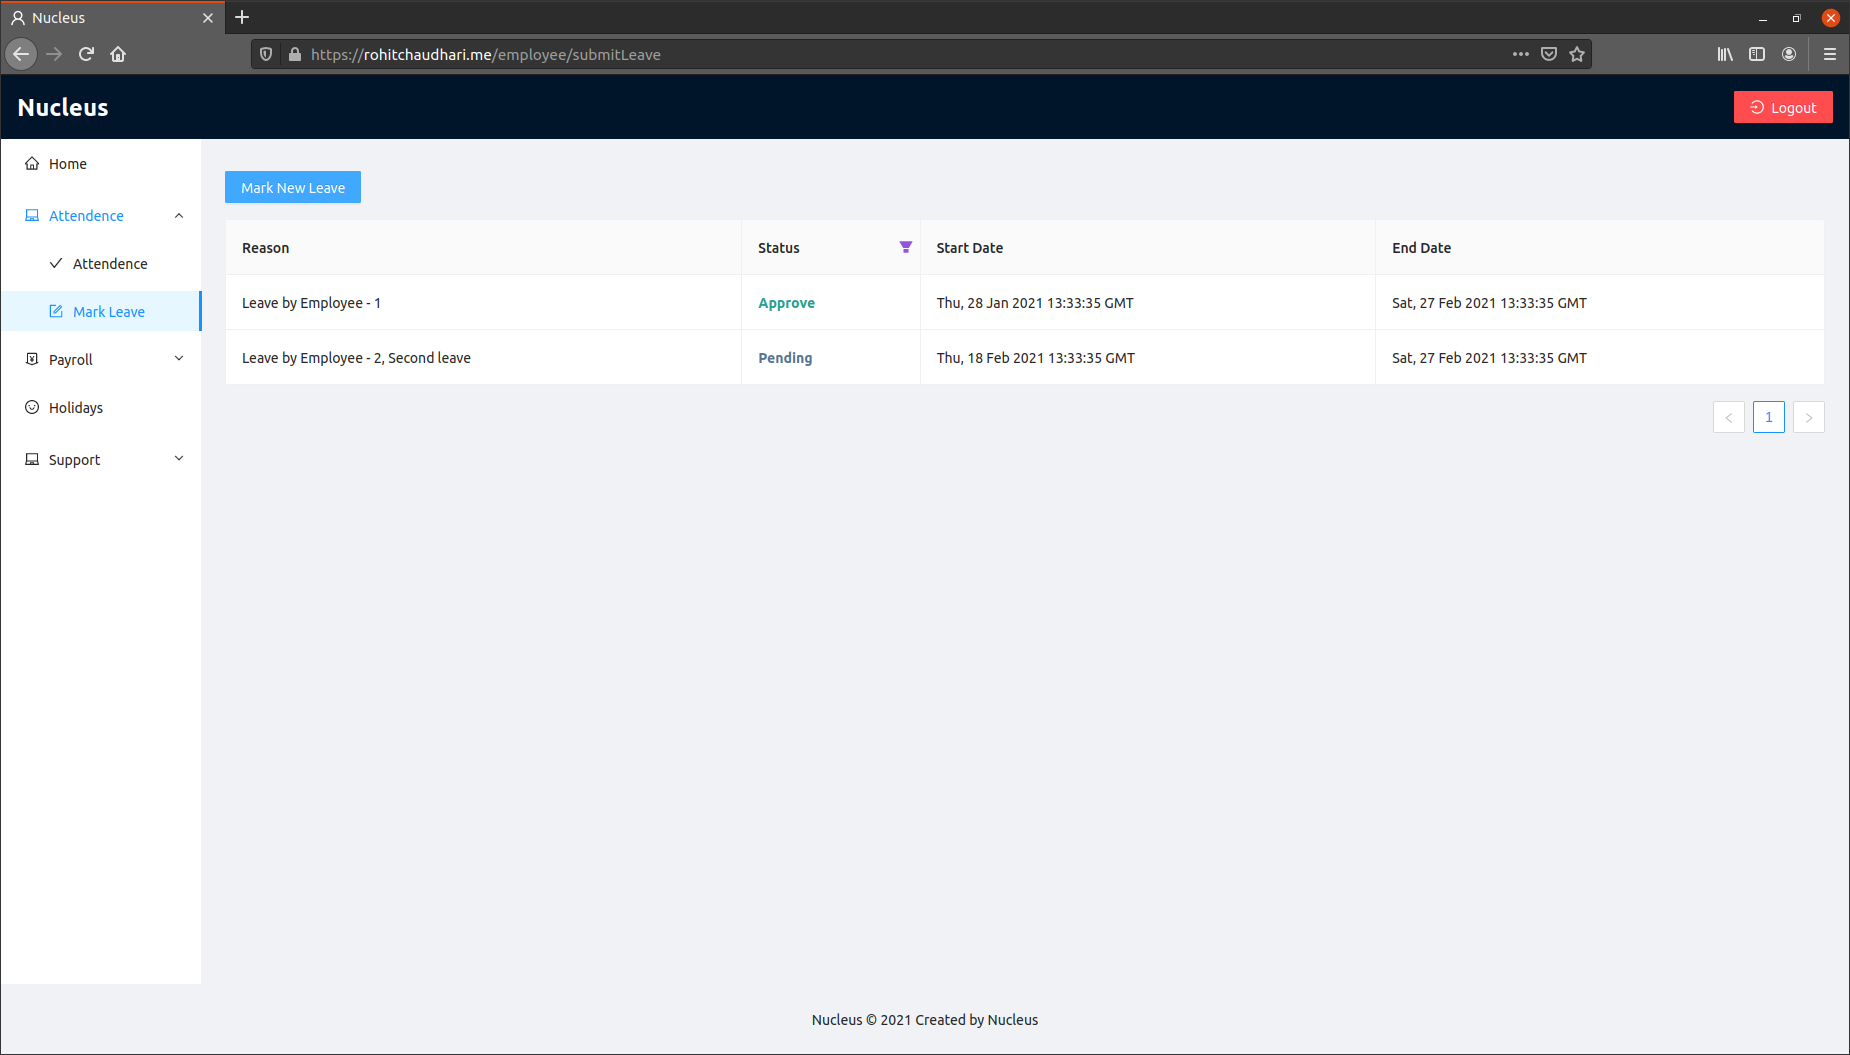 Nucleus
https://rohitchaudhari.me/employee/submitLeave
Nucleus
Logout
Home
Attendence
Attendence
Mark Leave
Payroll
Holidays
Support
Mark New Leave
Reason Status Start Date End Date
Leave by Employee - 1 Approve Thu, 28 Jan 2021 13:33:35 GMT Sat, 27 Feb 2021 13:33:35 GMT
Leave by Employee - 2, Second leave Pending Thu, 18 Feb 2021 13:33:35 GMT Sat, 27 Feb 2021 13:33:35 GMT
< 1 >
Nucleus © 2021 Created by Nucleus